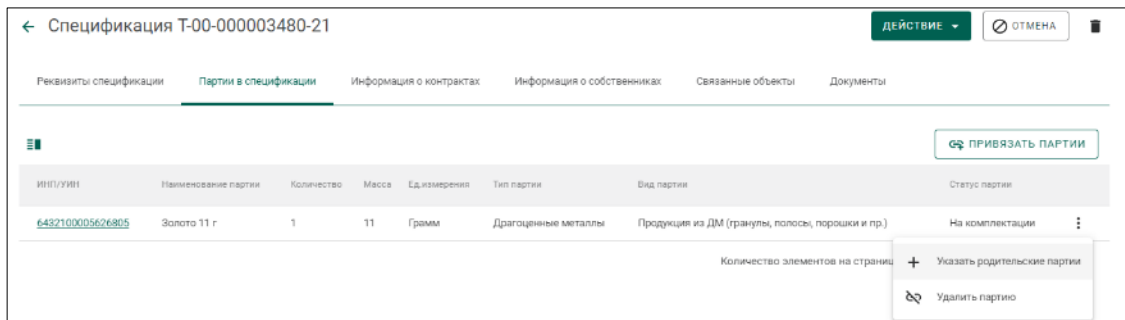 Спецификация Т-00-000003480-21
ДЕЙСТВИЕ
ОТМЕНА
Реквизиты спецификации Партии в спецификации Информация о контрактах Информация о собственниках Связанные объекты Документы
ПРИВЯЗАТЬ ПАРТИИ
ИНП/УИН Наименование партии Количество Масса Ед.измерения Тип партии Вид партии Статус партии
6432100005626805 Золото 11 г 1 11 Грамм Драгоценные металлы Продукция из ДМ (гранулы, полосы, порошки и пр.) На комплектации
Количество элементов на страниц
Указать родительские партии
Удалить партию